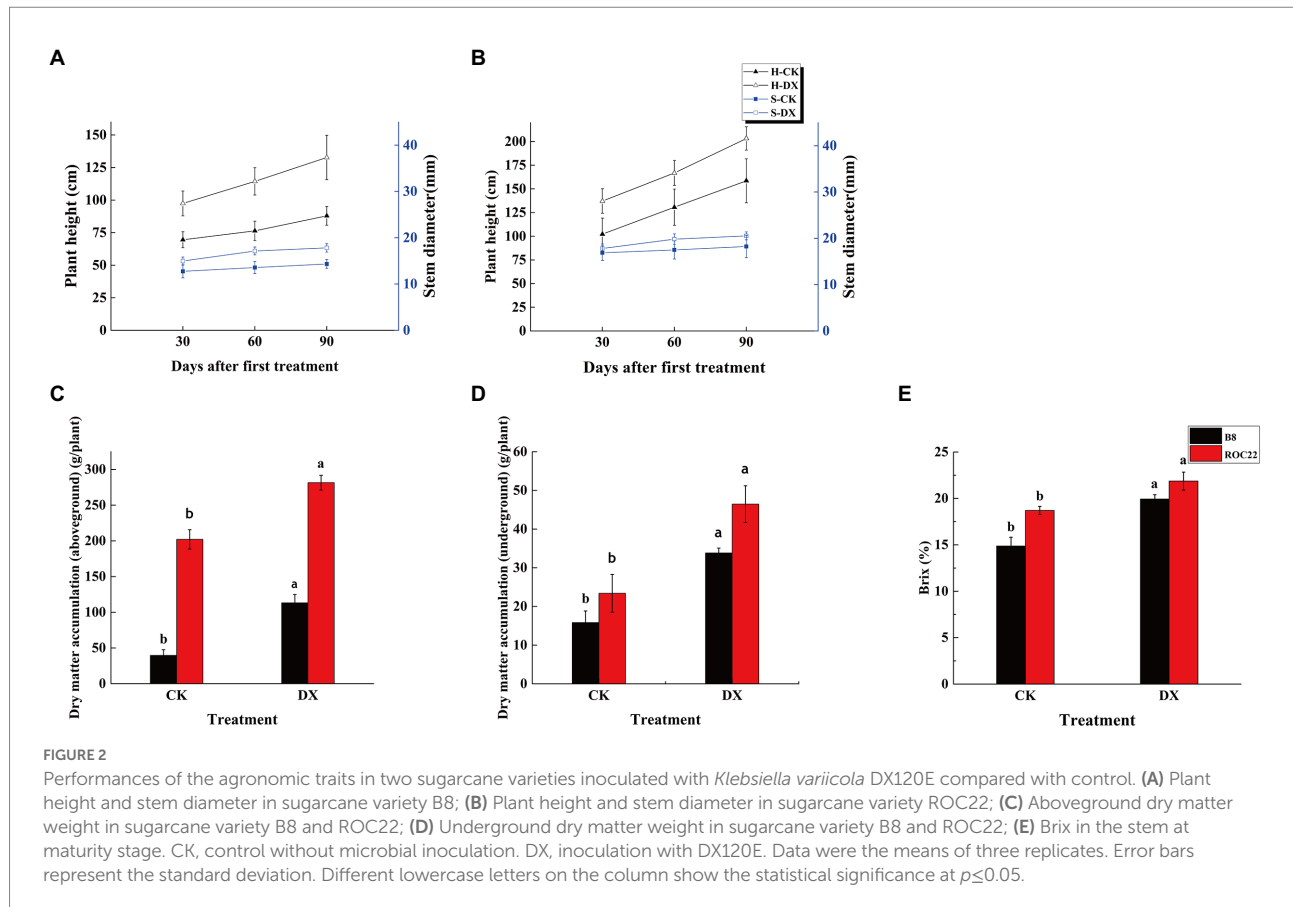 A
Plant height (cm)
150
125
100
75
50
25
0
30
60
90
Days after first treatment
40
30
20
10
0
Stem diameter(mm)
B
H-CK
H-DX
S-CK
S-DX
Plant height (cm)
200
175
150
125
100
75
50
25
0
30
60
90
Days after first treatment
40
30
20
10
0
Stem diameter(mm)
C
Dry matter accumulation (aboveground) (g/plant)
300
250
200
150
100
50
0
b
b
a
a
CK
DX
Treatment
D
Dry matter accumulation (underground) (g/plant)
60
50
40
30
20
10
0
b
b
a
a
CK
DX
Treatment
E
B8
ROC22
Brix (%)
25
20
15
10
5
0
b
b
a
a
CK
DX
Treatment
FIGURE 2
Performances of the agronomic traits in two sugarcane varieties inoculated with Klebsiella variicola DX120E compared with control. (A) Plant
height and stem diameter in sugarcane variety B8; (B) Plant height and stem diameter in sugarcane variety ROC22; (C) Aboveground dry matter
weight in sugarcane variety B8 and ROC22; (D) Underground dry matter weight in sugarcane variety B8 and ROC22; (E) Brix in the stem at
maturity stage. CK, control without microbial inoculation. DX, inoculation with DX120E. Data were the means of three replicates. Error bars
represent the standard deviation. Different lowercase letters on the column show the statistical significance at p≤0.05.